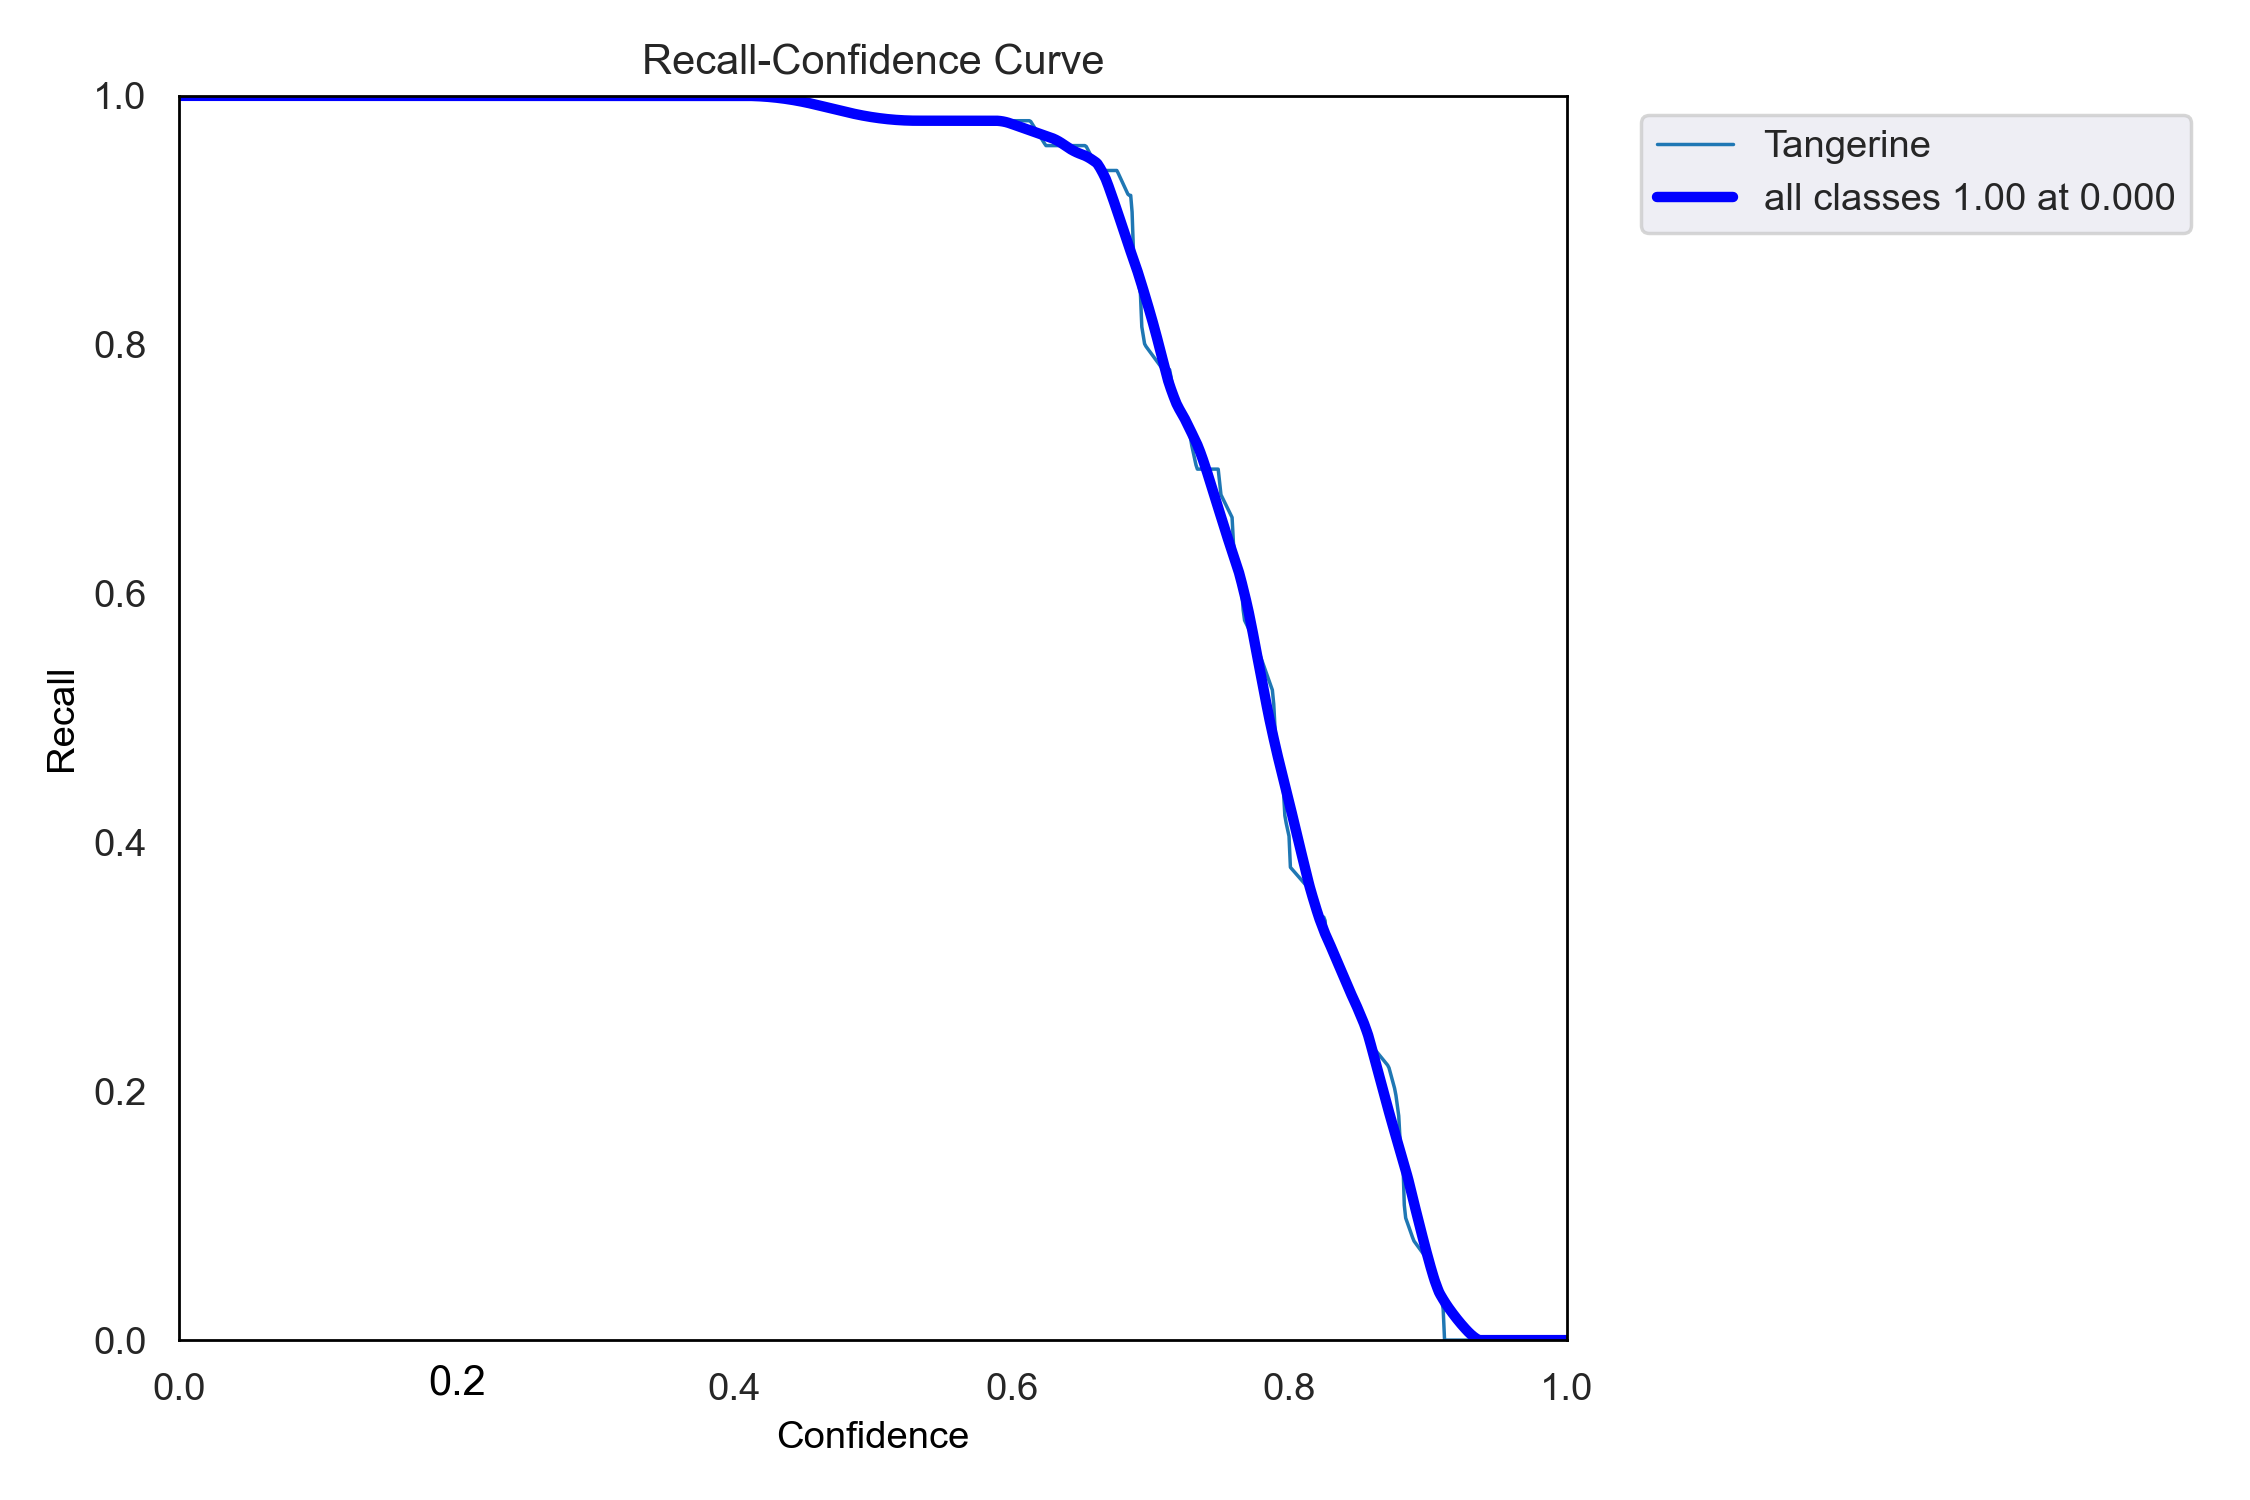 Recall-Confidence Curve
1.0
0.8
0.6
0.4
0.2
0.0
Recall
0.0 0.2 0.4 0.6 0.8 1.0
Confidence
Tangerine
all classes 1.00 at 0.000